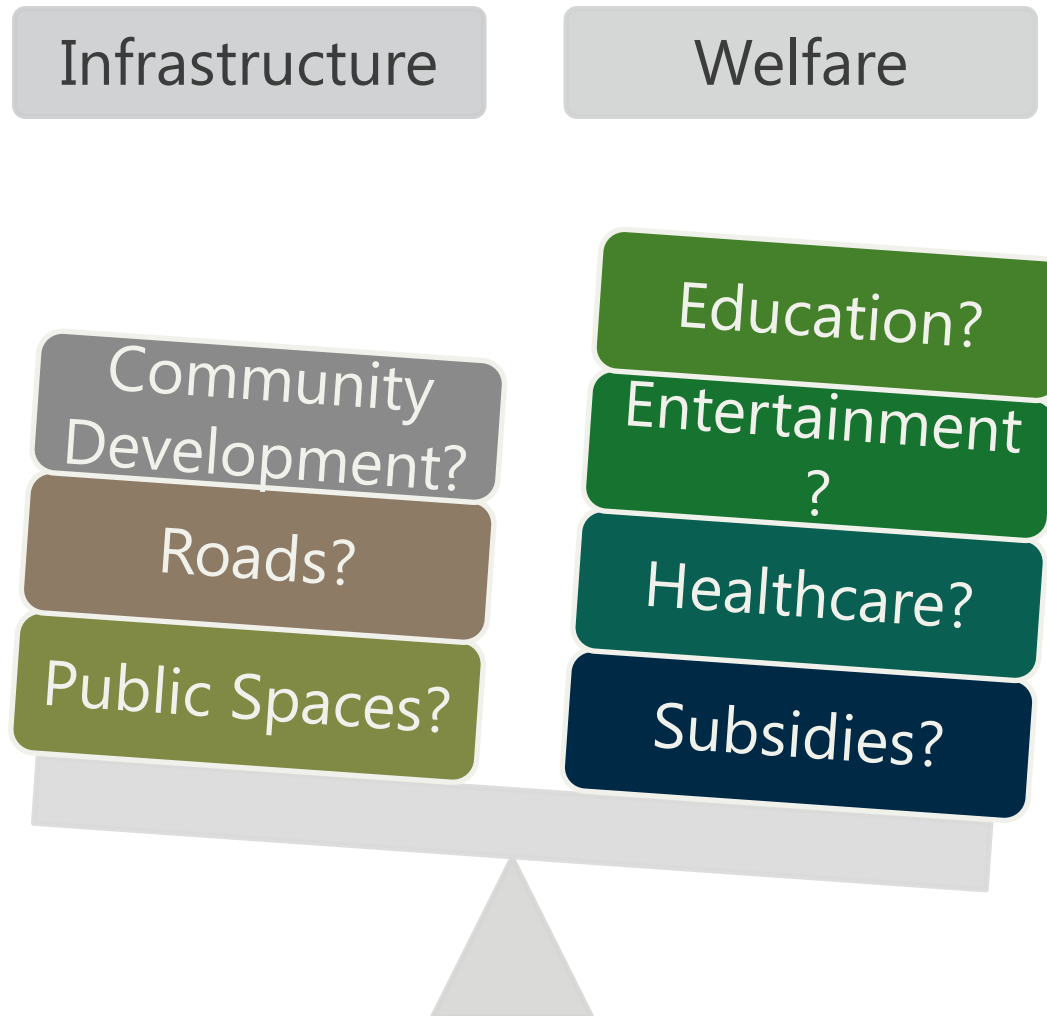 Infrastructure
Welfare
Community
Development?
Roads?
Public Spaces?
Education?
Entertainment
?
Healthcare?
Subsidies?